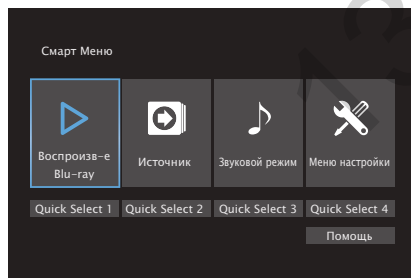 Смарт Меню
Воспроизв-е
Blu-ray
Источник
Звуковой режим
Меню настройки
Quick Select 1
Quick Select 2
Quick Select 3
Quick Select 4
Помощь